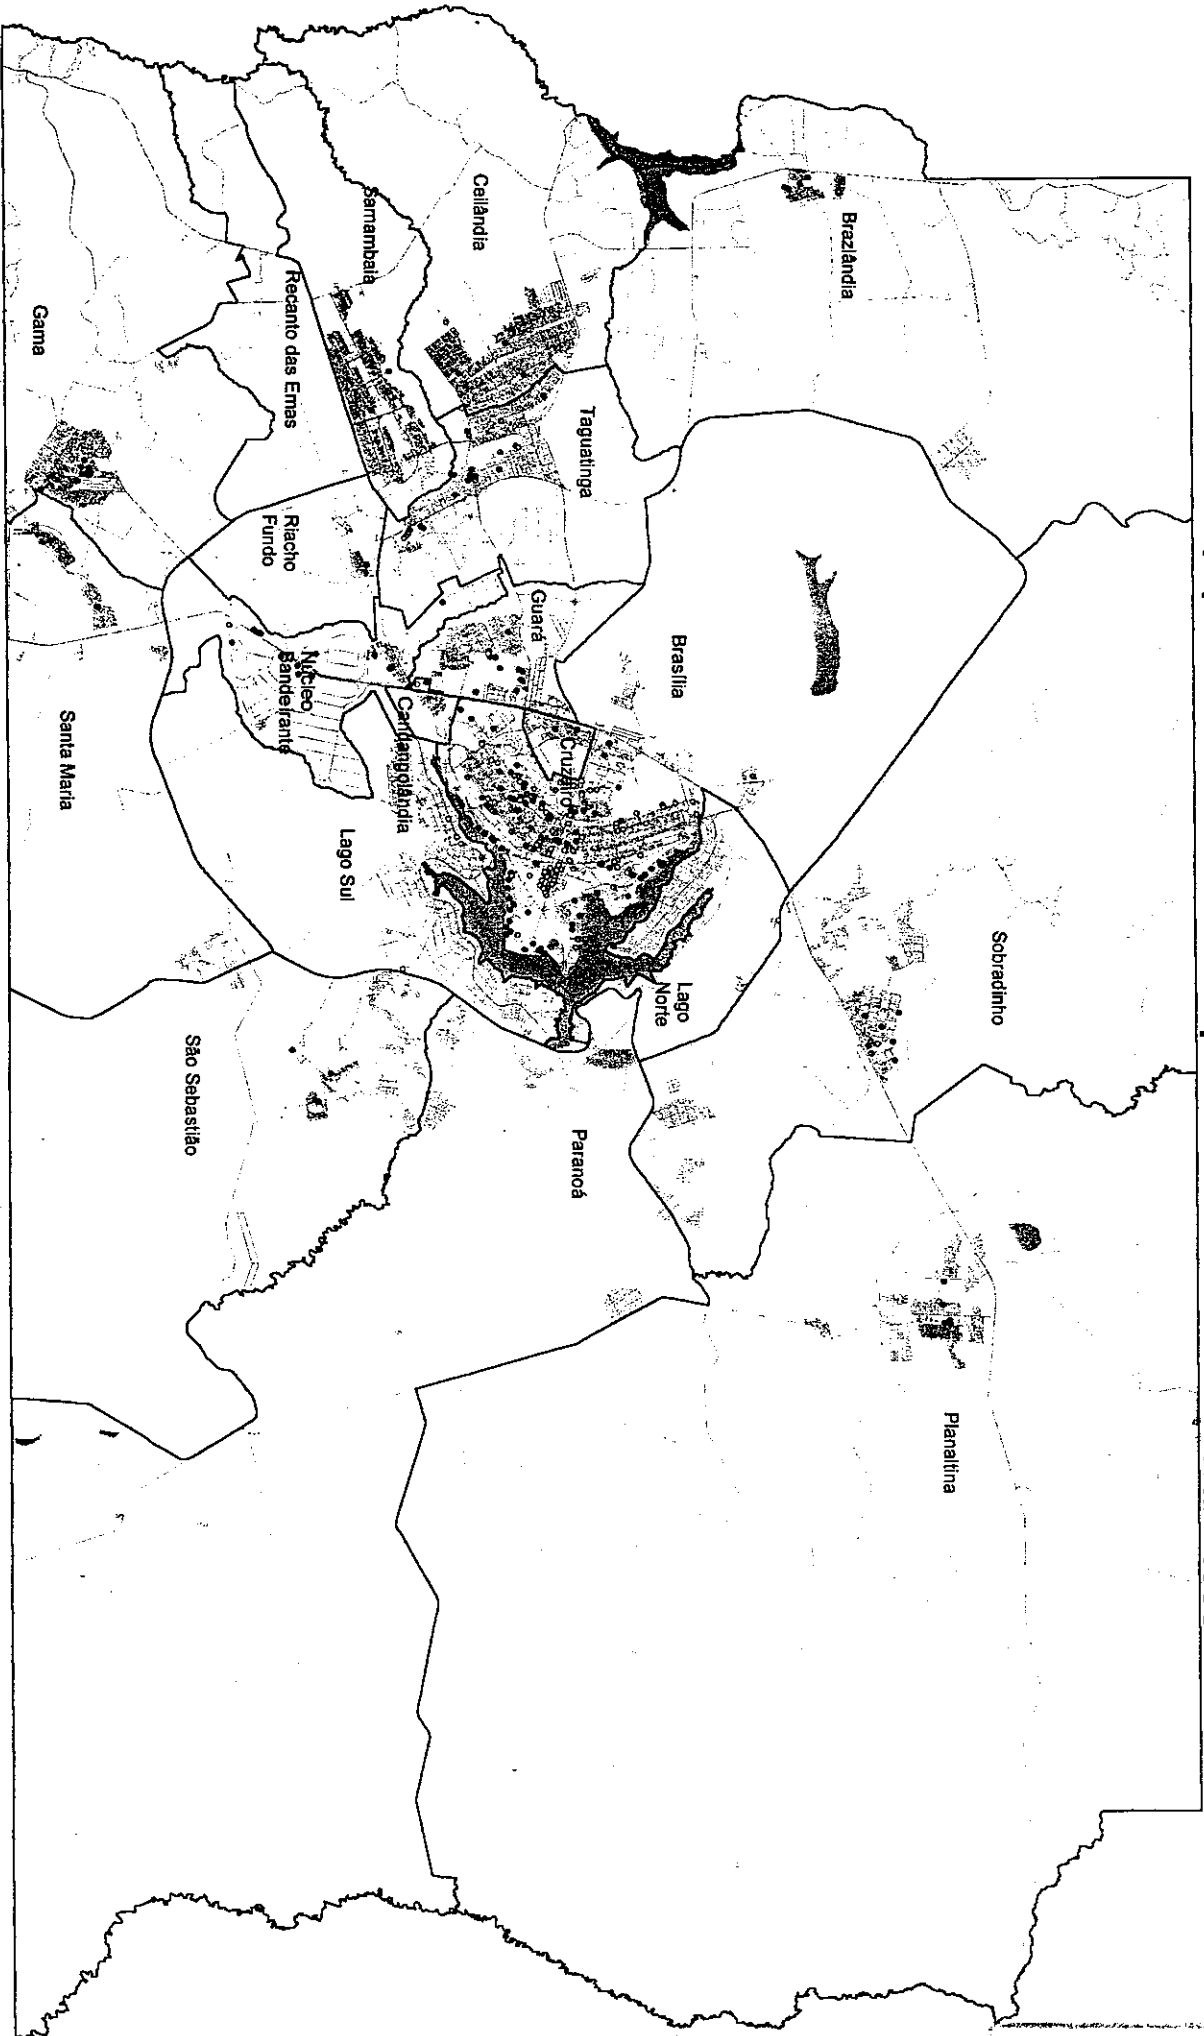 Brazlândia
Sobradinho
Planaltina
Ceilândia
Taguatinga
Brasília
Lago
Norte
Paranoá
Samambaia
Guará
Cruzeiro
Recanto das Emas
Riacho
Fundo
Núcleo
Bandeirante
Candangolândia
Lago Sul
São Sebastião
Gama
Santa Maria